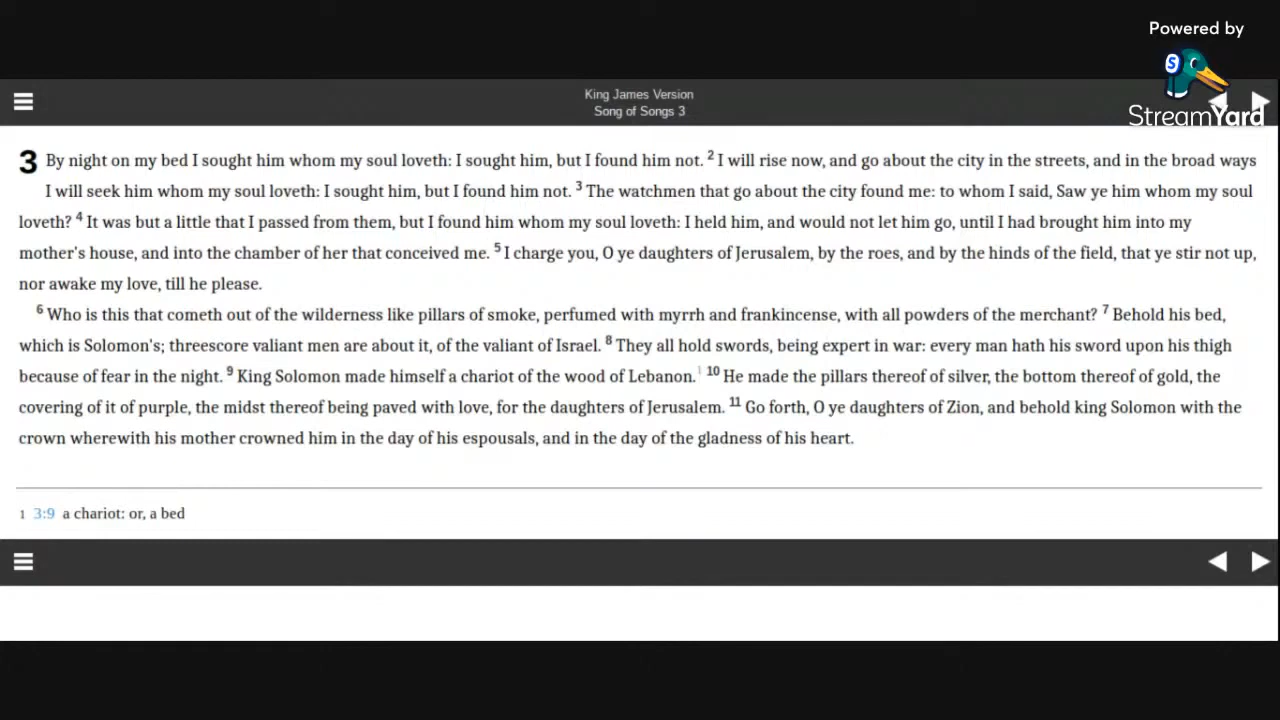 Powered by
StreamYard
King James Version
Song of Songs 3
3 By night on my bed I sought him whom my soul loveth: I sought him, but I found him not. 2 I will rise now, and go about the city in the streets, and in the broad ways
I will seek him whom my soul loveth: I sought him, but I found him not. 3 The watchmen that go about the city found me: to whom I said, Saw ye him whom my soul
loveth? 4 It was but a little that I passed from them, but I found him whom my soul loveth: I held him, and would not let him go, until I had brought him into my
mother's house, and into the chamber of her that conceived me. 5 I charge you, O ye daughters of Jerusalem, by the roes, and by the hinds of the field, that ye stir not up,
nor awake my love, till he please.
6 Who is this that cometh out of the wilderness like pillars of smoke, perfumed with myrrh and frankincense, with all powders of the merchant? 7 Behold his bed,
which is Solomon's; threescore valiant men are about it, of the valiant of Israel. 8 They all hold swords, being expert in war: every man hath his sword upon his thigh
because of fear in the night. 9 King Solomon made himself a chariot of the wood of Lebanon. 1 10 He made the pillars thereof of silver, the bottom thereof of gold, the
covering of it of purple, the midst thereof being paved with love, for the daughters of Jerusalem. 11 Go forth, O ye daughters of Zion, and behold king Solomon with the
crown wherewith his mother crowned him in the day of his espousals, and in the day of the gladness of his heart.
1 3:9 a chariot: or, a bed